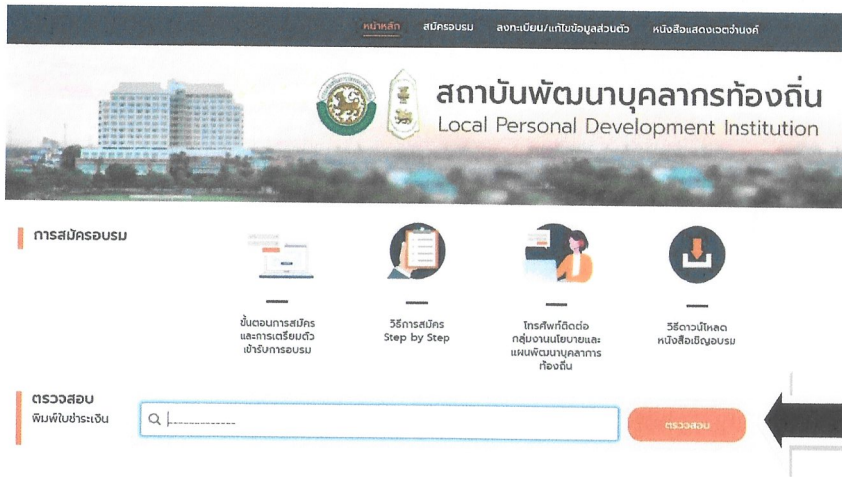 หน้าหลัก สมัครอบรม ลงทะเบียน/แก้ไขข้อมูลส่วนตัว หนังสือแสดงเจตจำนงค์
สถาบันพัฒนาบุคลากรท้องถิ่น
Local Personal Development Institution
การสมัครอบรม
ขั้นตอนการสมัคร
และการเตรียมตัว
เข้ารับการอบรม
วิธีการสมัคร
Step by Step
โทรศัพท์ติดต่อ
กลุ่มงานนโยบายและ
แผนพัฒนาบุคลาการ
ท้องถิ่น
วิธีดาวน์โหลด
หนังสือเชิญอบรม
ตรวจสอบ
พิมพ์ใบชำระเงิน
ตรวจสอบ